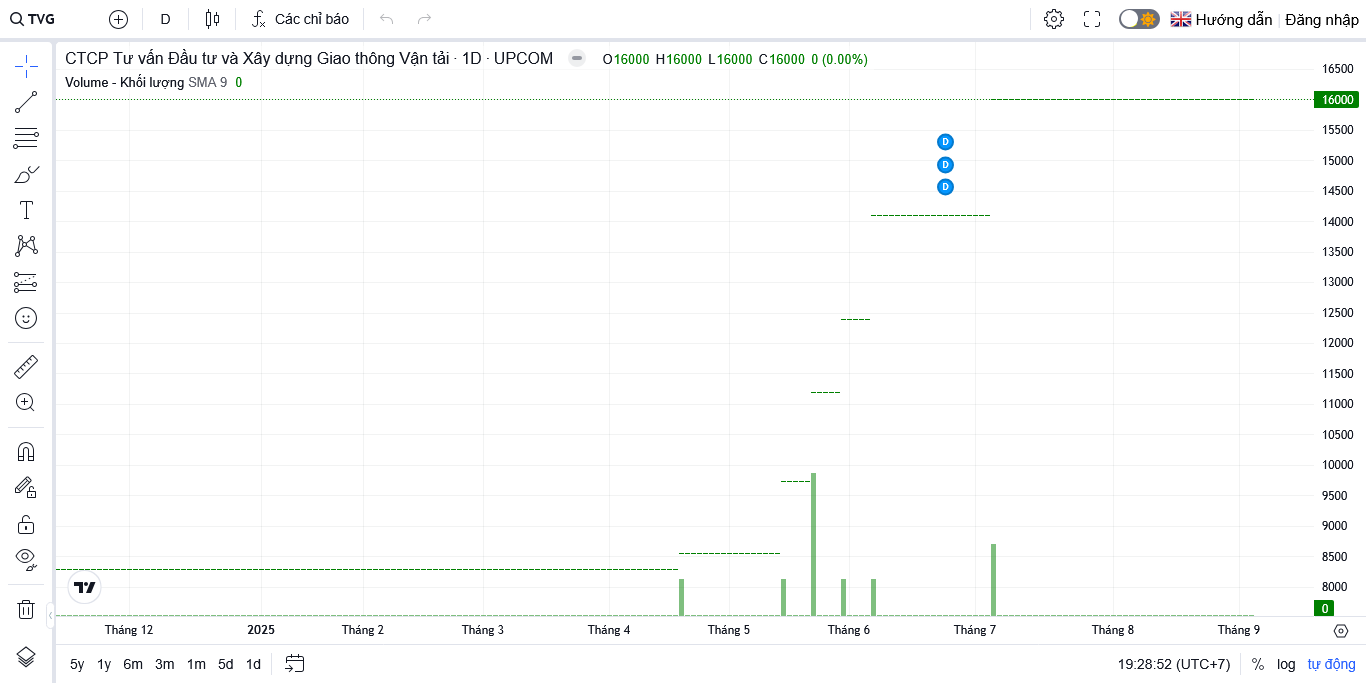 TVG D Các chỉ báo Hướng dẫn Đăng nhập
CTCP Tư vấn Đầu tư và Xây dựng Giao thông Vận tải · 1D · UPCOM O16000 H16000 L16000 C16000 0 (0.00%)
Volume - Khối lượng SMA 9 0
16500
16000
15500
D
D
15000
D
14500
14000
13500
13000
12500
12000
11500
11000
10500
10000
9500
9000
8500
8000
0
Tháng 12 2025 Tháng 2 Tháng 3 Tháng 4 Tháng 5 Tháng 6 Tháng 7 Tháng 8 Tháng 9
5y 1y 6m 3m 1m 5d 1d 19:28:52 (UTC+7) % log tự động